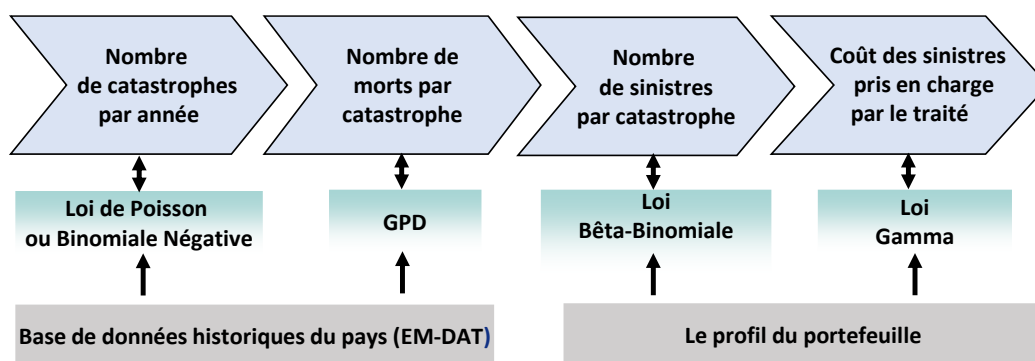 Nombre
de catastrophes
par année
Nombre de
morts par
catastrophe
Nombre
de sinistres
par catastrophe
Coût des sinistres
pris en charge
par le traité
Loi de Poisson
ou Binomiale Négative
GPD
Loi
Bêta-Binomiale
Loi
Gamma
Base de données historiques du pays (EM-DAT)
Le profil du portefeuille